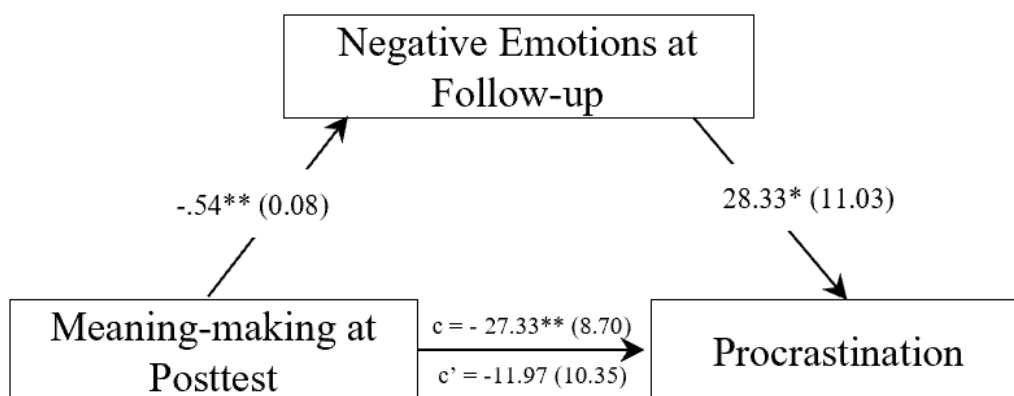 Negative Emotions at
Follow-up
-.54** (0.08)
28.33* (11.03)
Meaning-making at
Posttest
c = - 27.33** (8.70)
c’ = -11.97 (10.35)
Procrastination